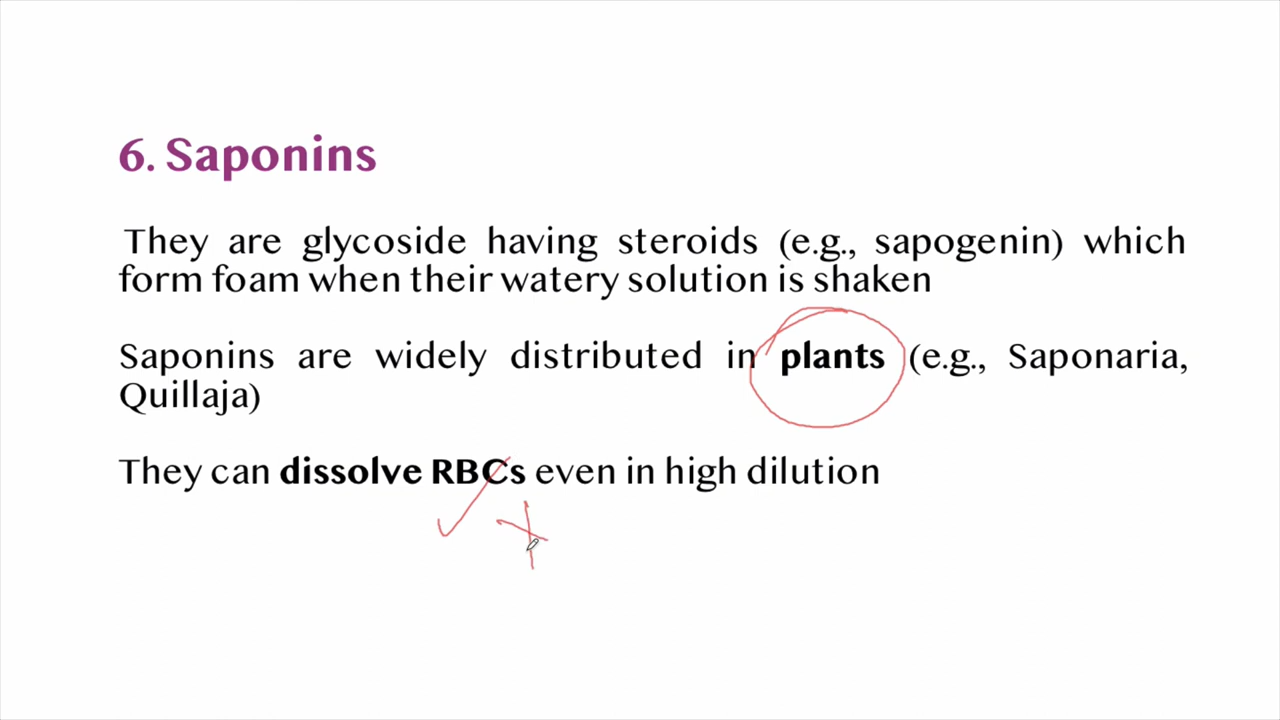 6. Saponins
They are glycoside having steroids (e.g., sapogenin) which
form foam when their watery solution is shaken
Saponins are widely distributed in plants (e.g., Saponaria,
Quillaja)
They can dissolve RBCs even in high dilution